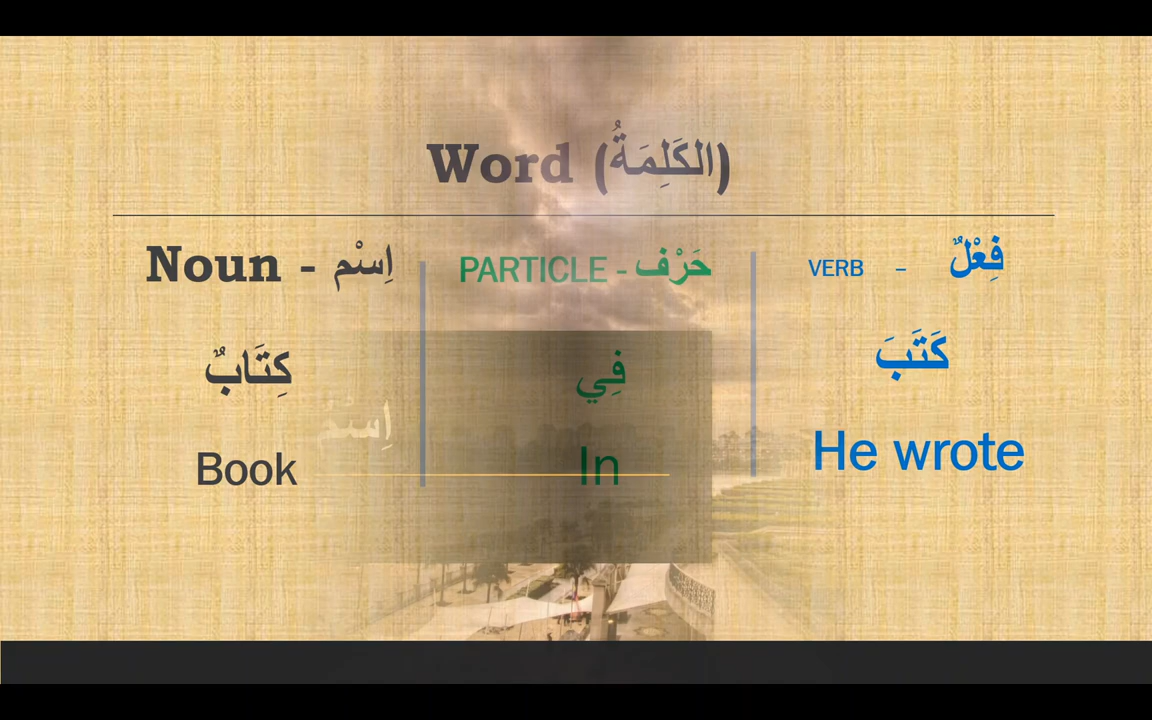 Word (الكَلِمَةُ)
Noun - اِسْم
PARTICLE - حَرْف
VERB – فِعْلٌ
كِتَابٌ
فِي
كَتَبَ
اِسْم
Book
In
He wrote